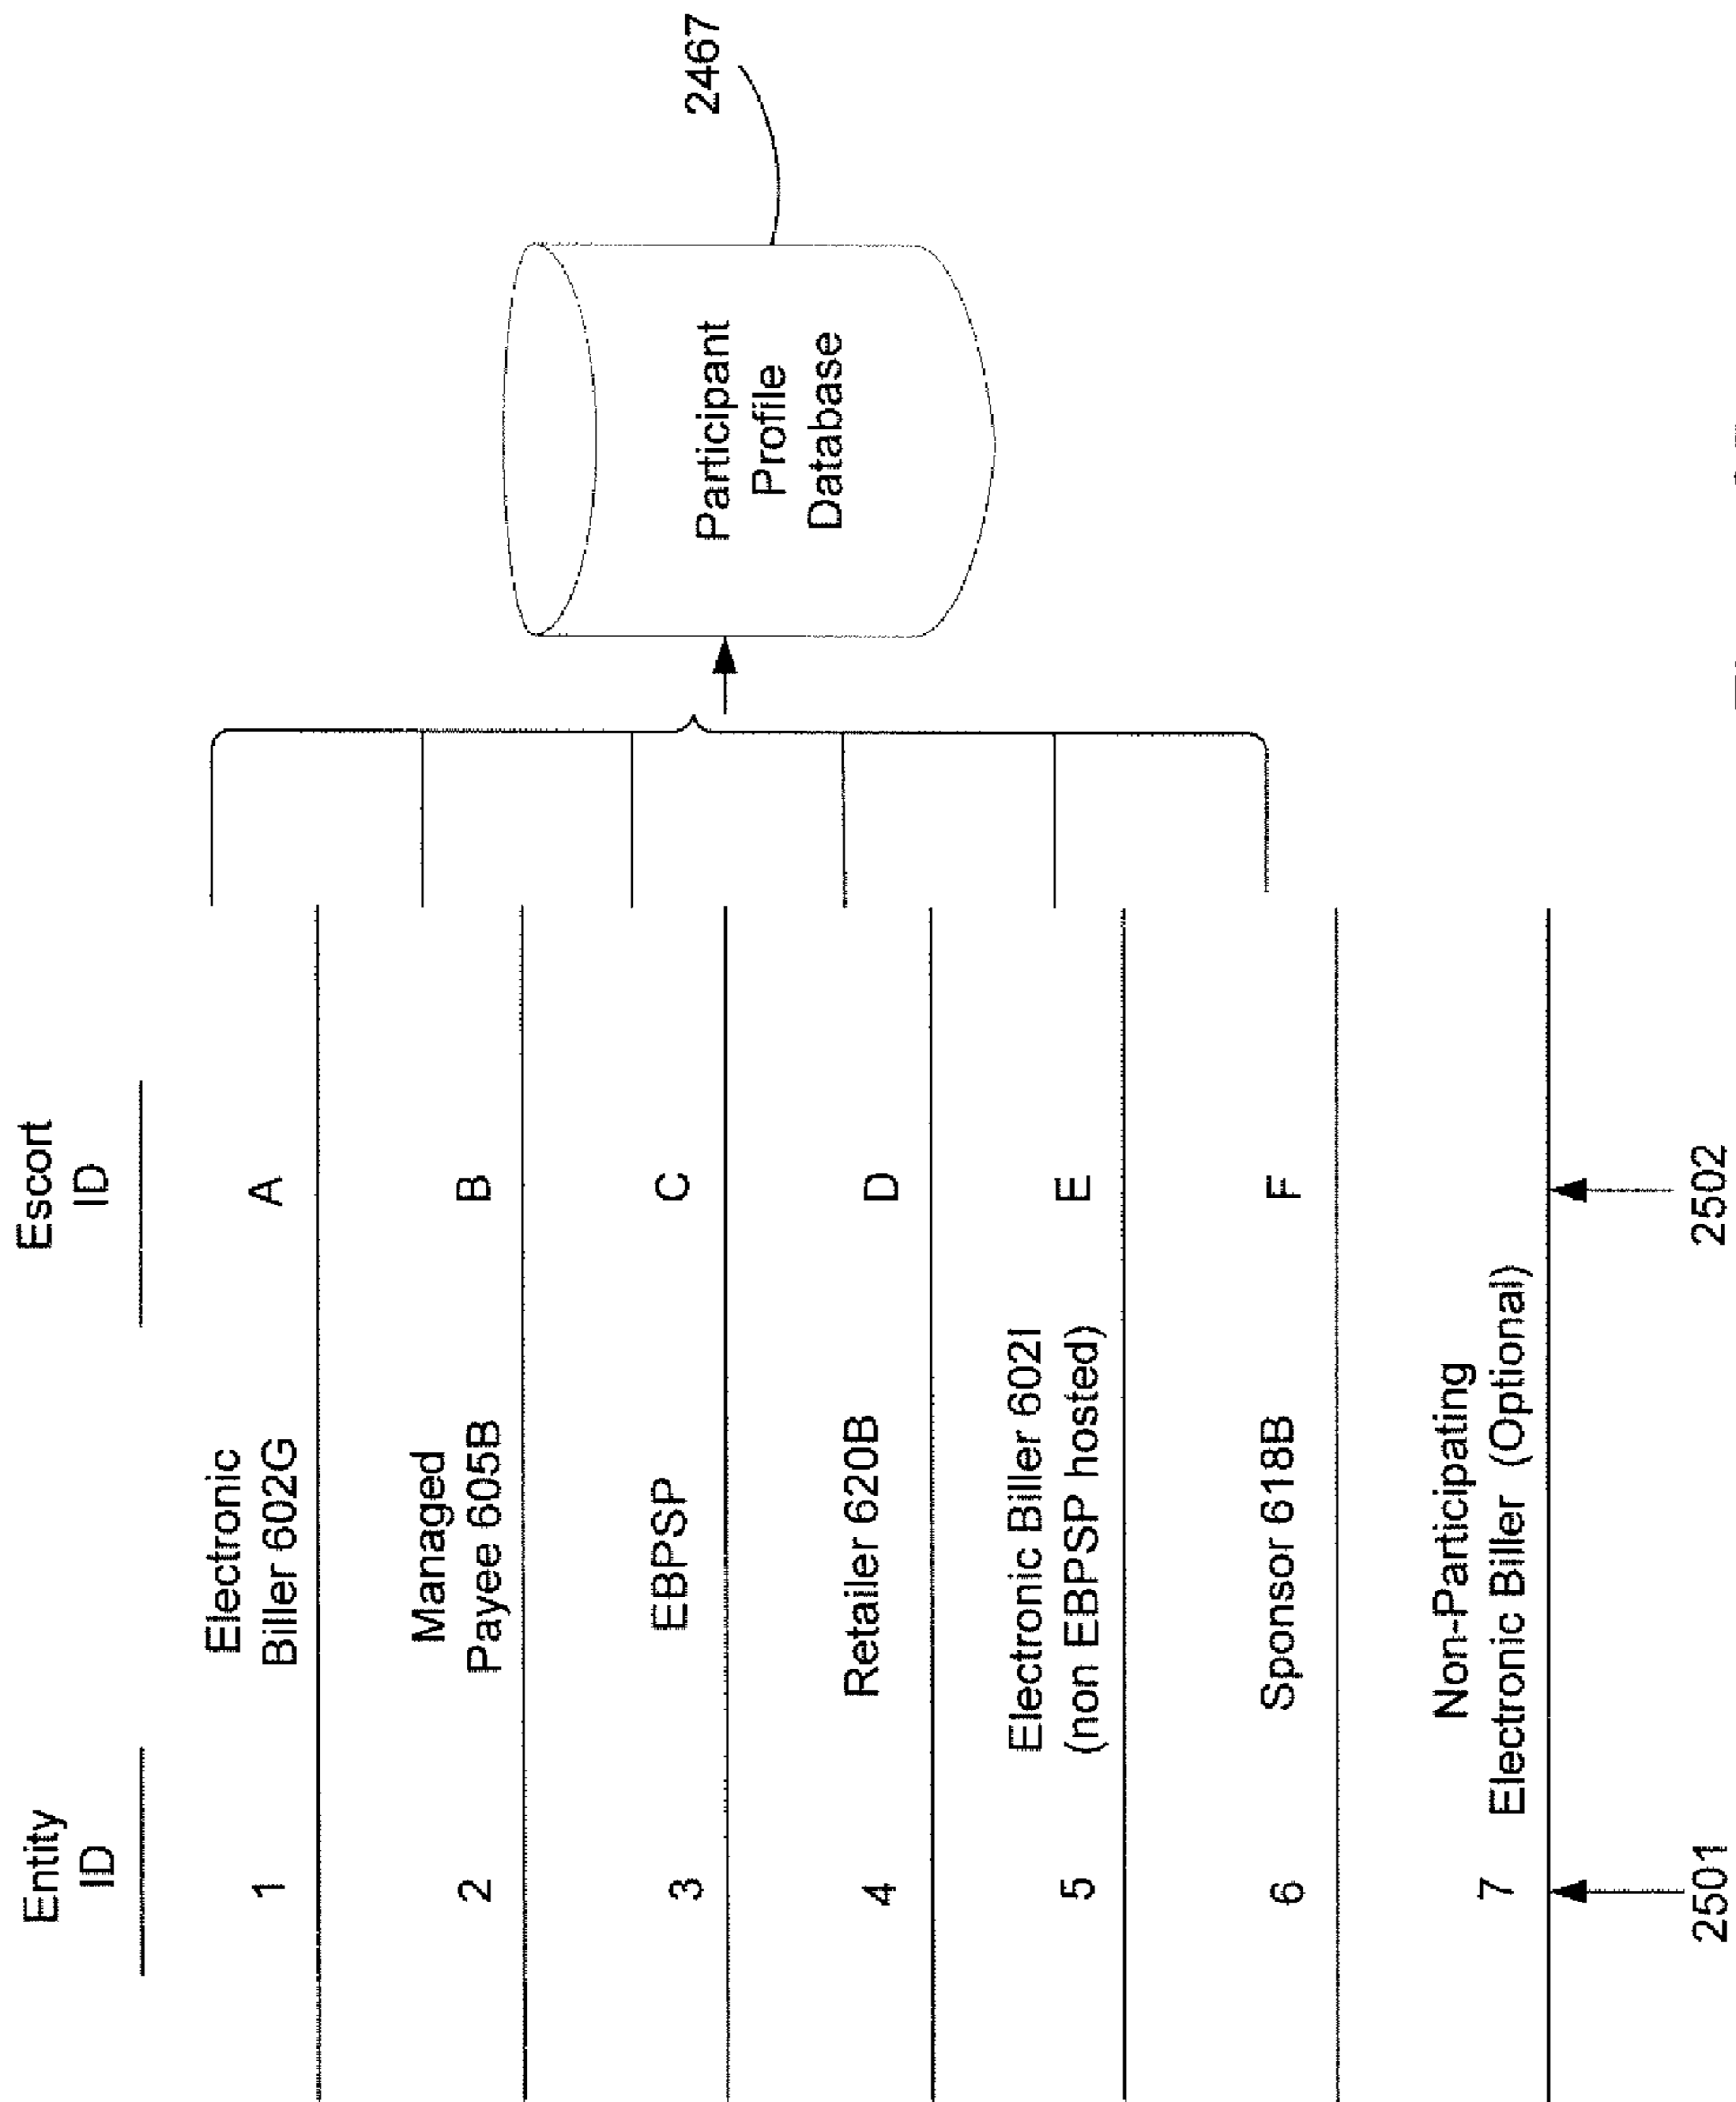 Entity
ID
Escort
ID
1
Electronic
Biller 602G
A
2
Managed
Payee 605B
B
3
EBPSP
C
4
Retailer 620B
D
5
Electronic Biller 602I
(non EBPSP hosted)
E
6
Sponsor 618B
F
7
Non-Participating
Electronic Biller (Optional)
2501
2502
Participant
Profile
Database
2467